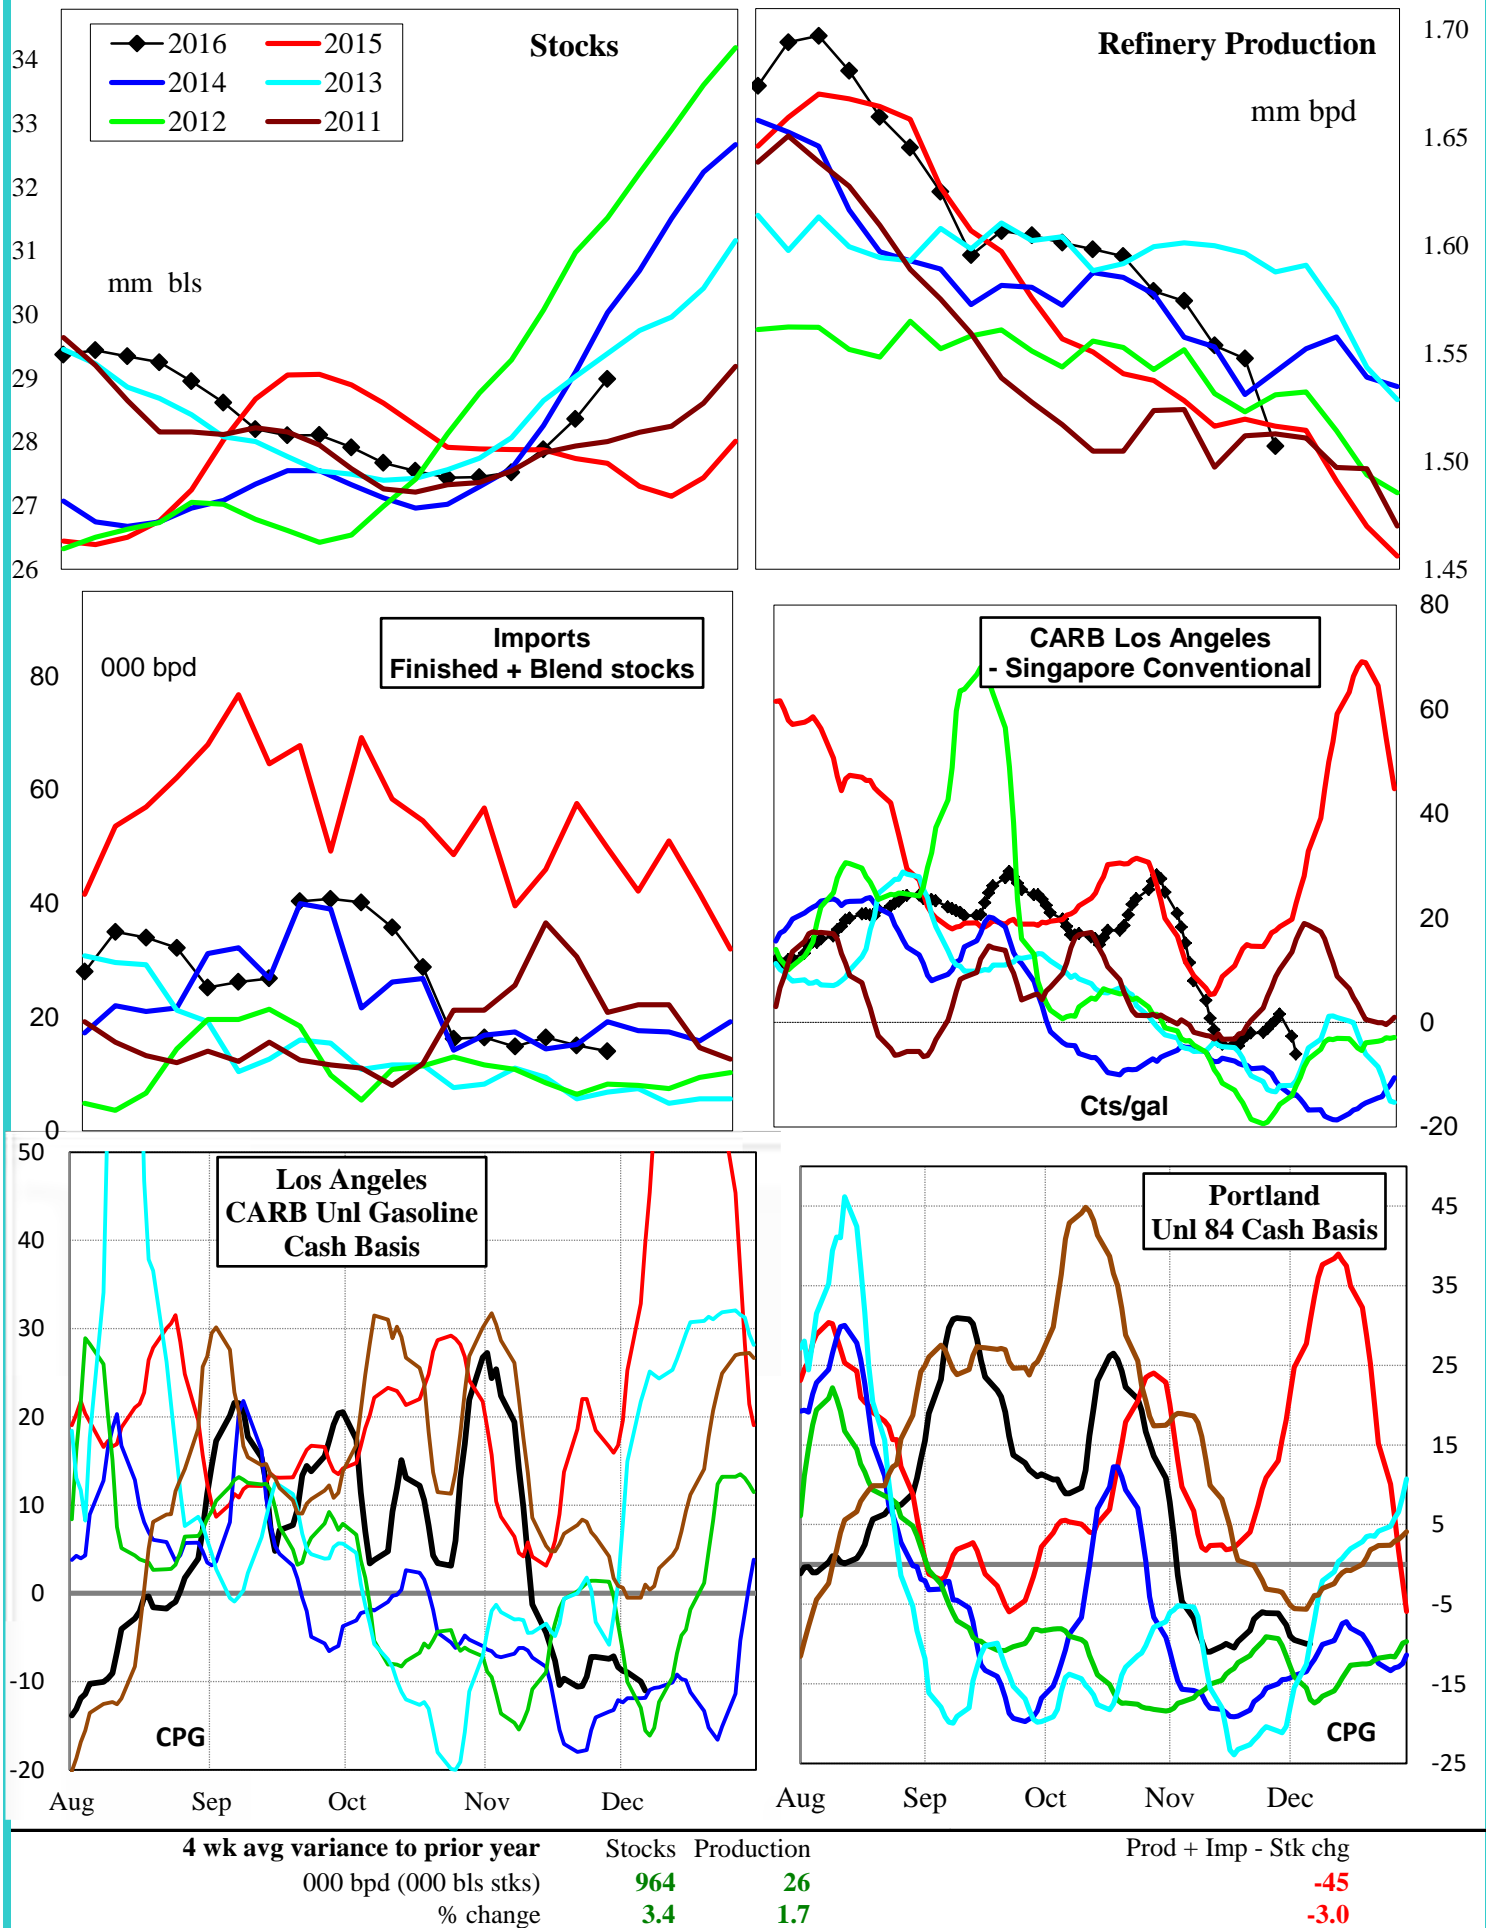 2016 2015
2014 2013
2012 2011
Stocks
mm bls
34
33
32
31
30
29
28
27
26
Refinery Production
mm bpd
1.70
1.65
1.60
1.55
1.50
1.45
Imports
Finished + Blend stocks
000 bpd
80
60
40
20
0
CARB Los Angeles
- Singapore Conventional
Cts/gal
80
60
40
20
0
-20
Los Angeles
CARB Unl Gasoline
Cash Basis
CPG
50
40
30
20
10
0
-10
-20
Aug Sep Oct Nov Dec
Portland
Unl 84 Cash Basis
CPG
45
35
25
15
5
-5
-15
-25
Aug Sep Oct Nov Dec
4 wk avg variance to prior year Stocks Production Prod + Imp - Stk chg
000 bpd (000 bls stks) 964 26 -45
% change 3.4 1.7 -3.0